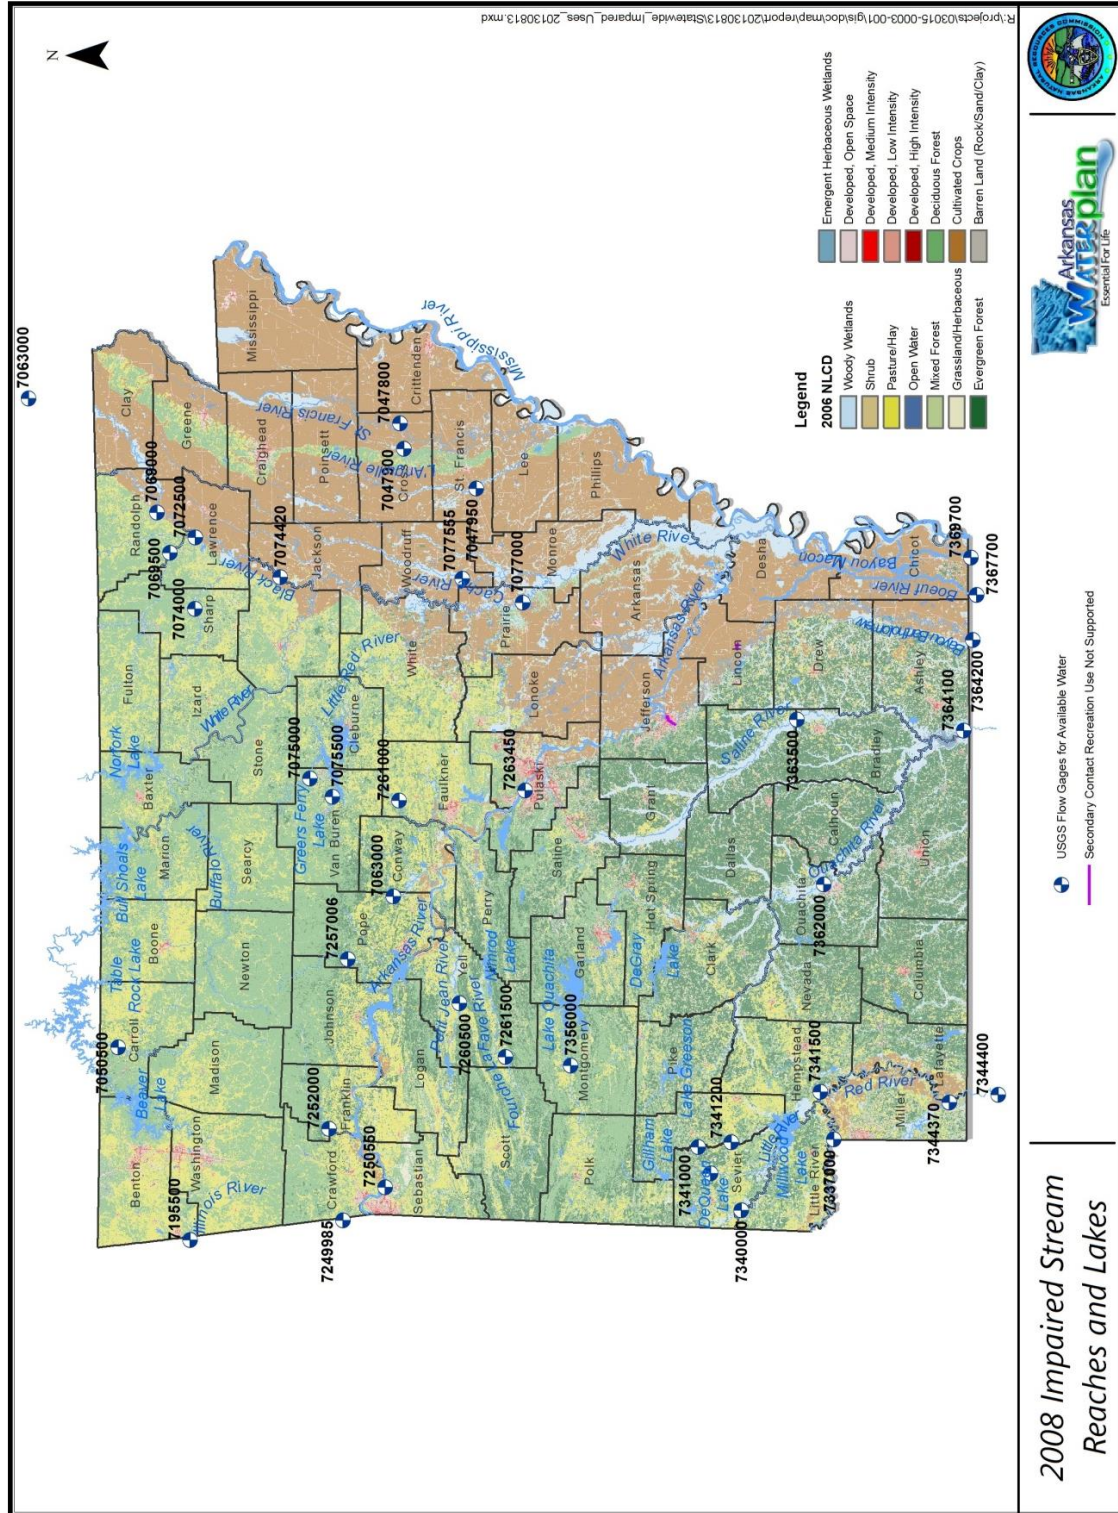 7063000
N
Clay
Randolph
7069000
Greene
7069500
7072500
Lawrence
Mississippi
Craighead
St. Francis River
Fulton
Sharp
7074000
7074420
Black River
Jackson
Poinsett
L'Anguille River
Cross
7047900
7047800
Crittenden
Mississippi River
Norfork
Lake
Baxter
Izard
White River
Stone
Bull Shoals
Lake
Marion
Buffalo River
Searcy
Table
Rock Lake
Boone
Newton
7050500
Carroll
Beaver
Lake
Madison
Benton
Washington
7195500
Illinois River
7075000
Little Red River
Cleburne
Greers Ferry
Lake
7075500
Van Buren
White
Woodruff
Cache River
7077555
St. Francis
7047950
Lee
7261000
Faulkner
7063000
Conway
Pope
7257006
Johnson
Arkansas River
7252000
Franklin
Crawford
7250550
7249985
Sebastian
Logan
Petit Jean River
Yell
7260500
Perry
Nimrod
Lake
Fourche La Fave River
7261500
Scott
Prairie
7077000
Monroe
White River
Phillips
Lonoke
7263450
Pulaski
Saline
Garland
Lake Ouachita
7356000
Montgomery
Polk
Arkansas
Arkansas River
Jefferson
Grant
Hot Spring
DeGray
Lake
Clark
Pike
Lake Greeson
Gillham
Lake
7341000
DeQueen
Lake
7341200
Sevier
7340000
Desha
Lincoln
Saline River
Dallas
Drew
7363500
Bradley
Calhoun
Ouachita River
Ouachita
7362000
Nevada
Hempstead
7341500
Little River
Millwood
Lake
Little River
7337000
Bayou Macon
Chicot
Boeuf River
Bayou Bartholomew
Ashley
Union
Columbia
Lafayette
Red River
Miller
7369700
7367700
7364200
7364100
7344400
7344370
Legend
2006 NLCD
Woody Wetlands
Shrub
Pasture/Hay
Open Water
Mixed Forest
Grassland/Herbaceous
Evergreen Forest
Emergent Herbaceous Wetlands
Developed, Open Space
Developed, Medium Intensity
Developed, Low Intensity
Developed, High Intensity
Deciduous Forest
Cultivated Crops
Barren Land (Rock/Sand/Clay)
R:\projects\03015-0003-001\gis\doc\map\report\20130813\Statewide_Impared_Uses_20130813.mxd
2008 Impaired Stream
Reaches and Lakes
USGS Flow Gages for Available Water
Secondary Contact Recreation Use Not Supported
Arkansas
WATERplan
Essential For Life
ARKANSAS NATURAL RESOURCES COMMISSION